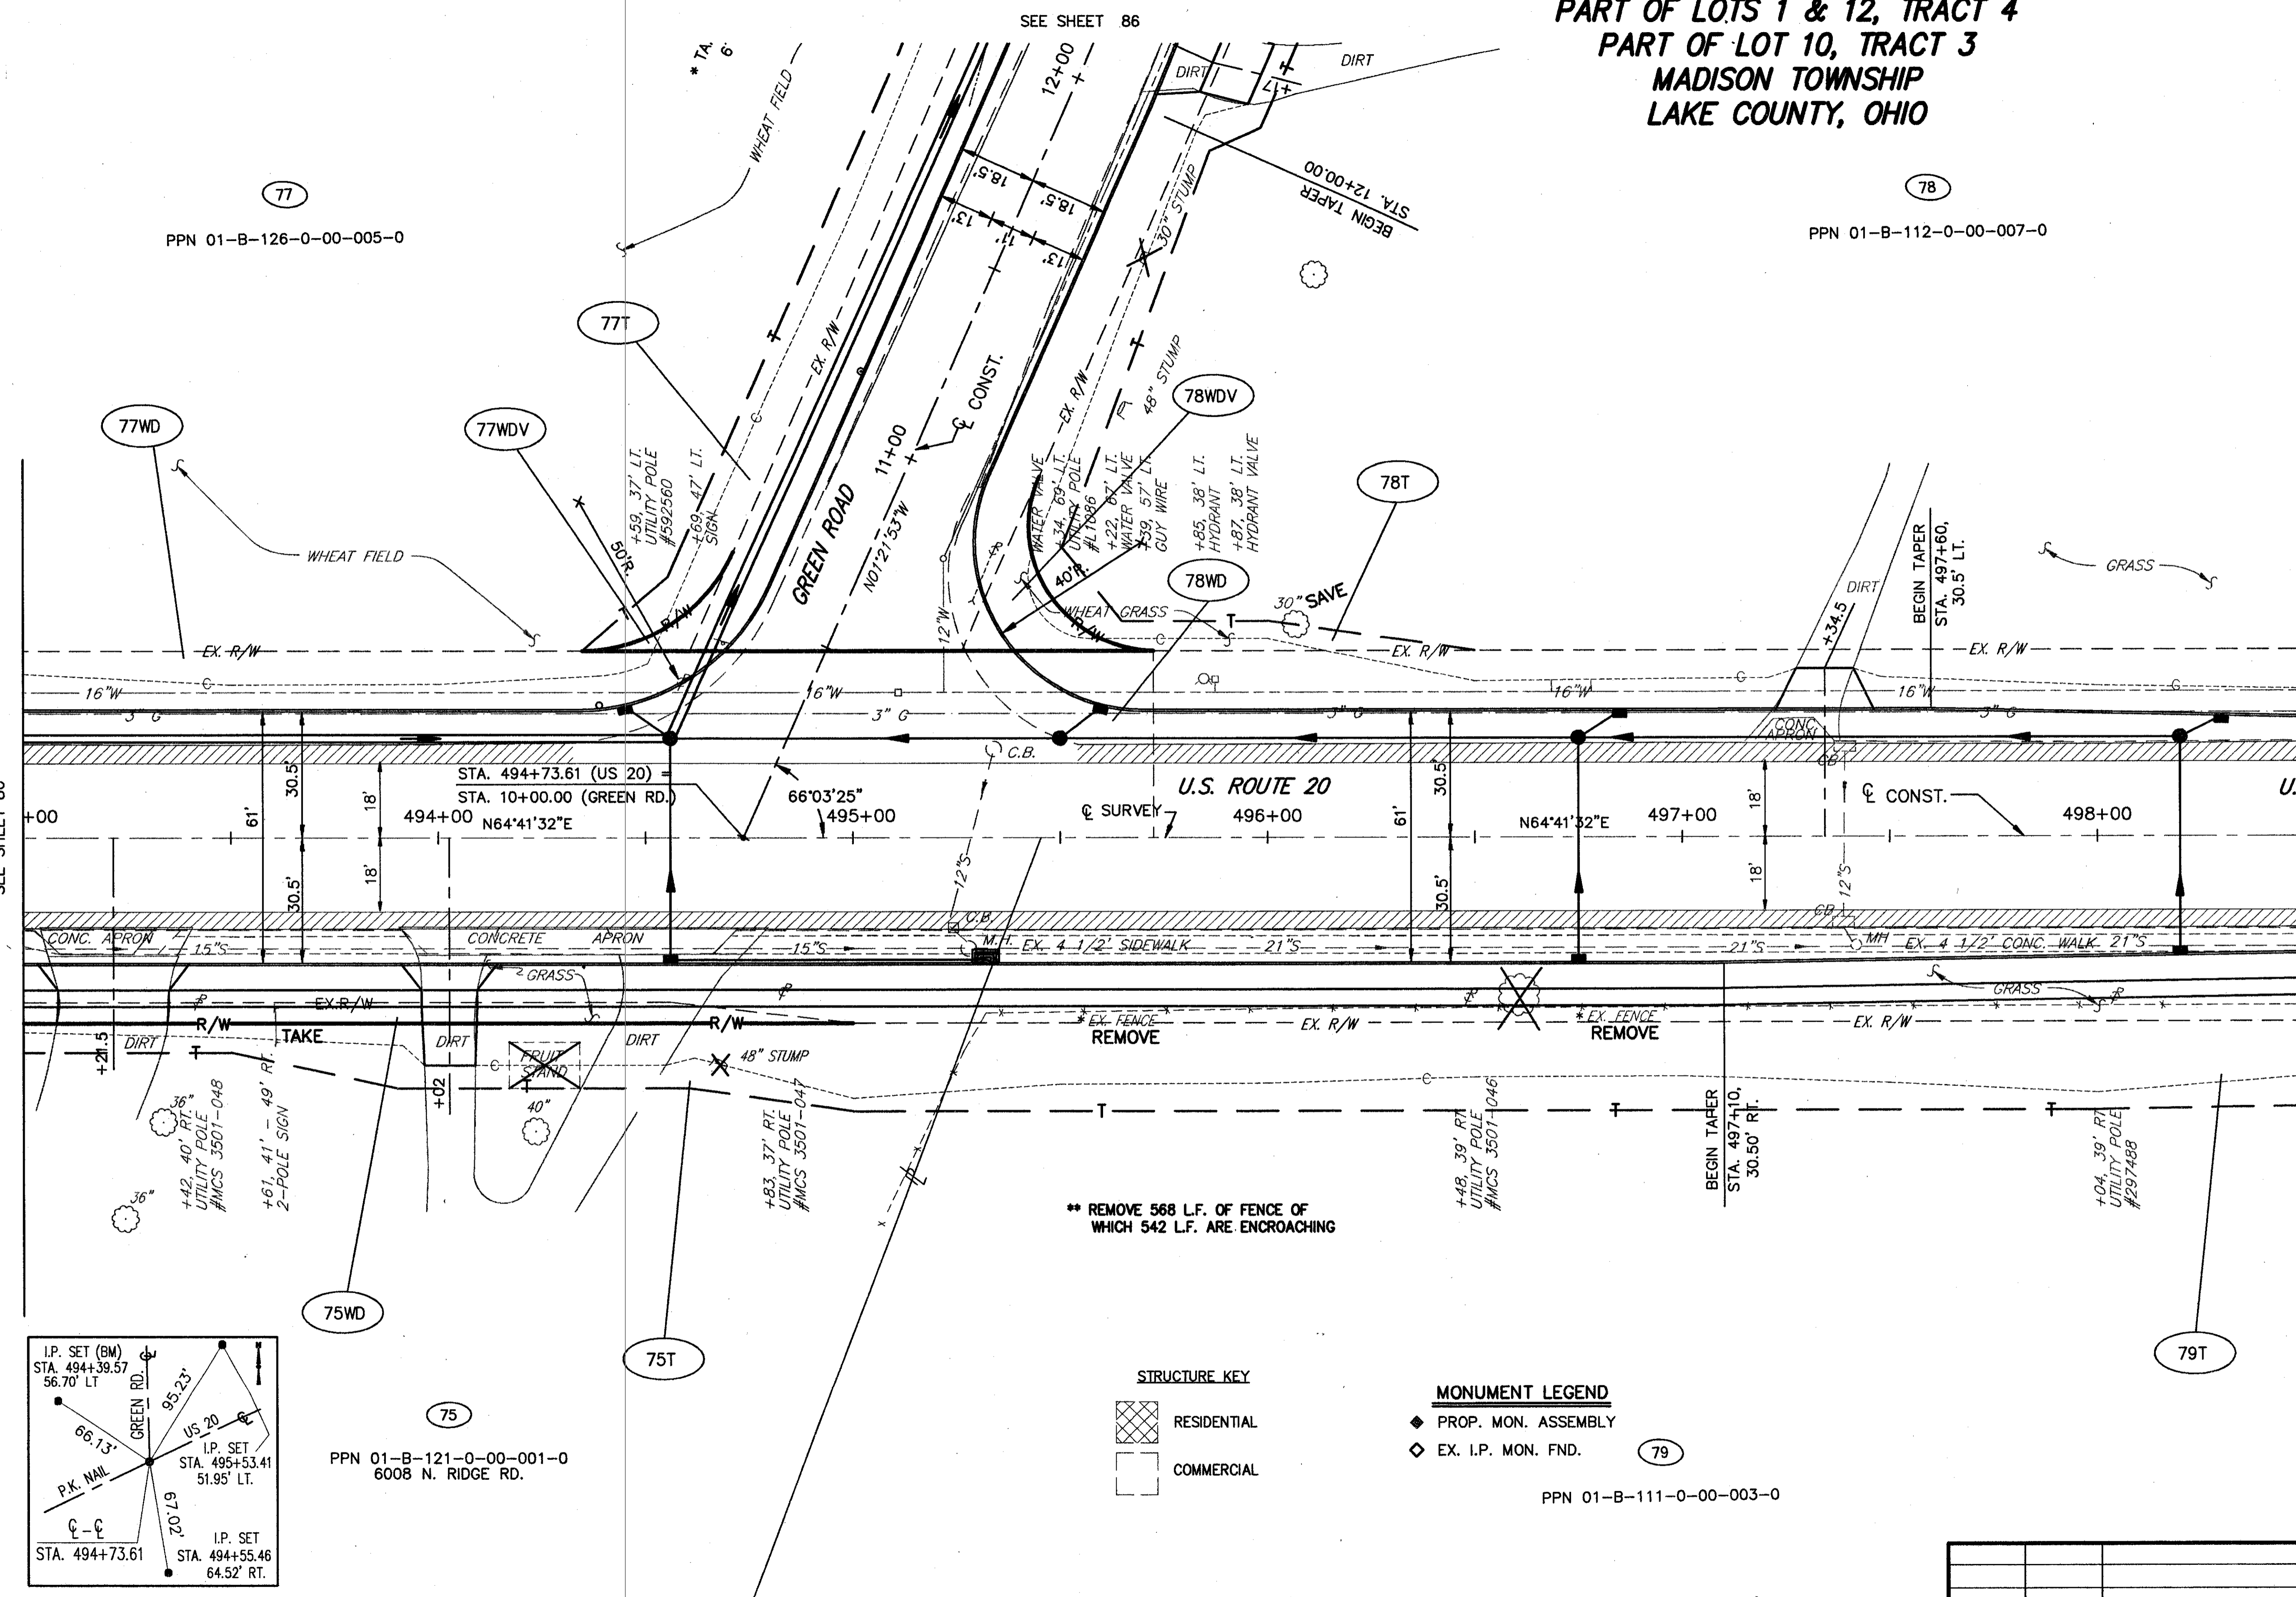 SEE SHEET 86
PART OF LOTS 1 & 12, TRACT 4
PART OF LOT 10, TRACT 3
MADISON TOWNSHIP
LAKE COUNTY, OHIO
* TA.
6'
WHEAT FIELD
12+00
DIRT
+17
DIRT
77
PPN 01-B-126-0-00-005-0
78
PPN 01-B-112-0-00-007-0
18.5'
18.5'
13'
11'
13'
30" STUMP
BEGIN TAPER
STA. 12+00.00
77T
T
EX. R/W
℄ CONST.
EX. R/W
T
48" STUMP
77WD
77WDV
78WDV
78T
78WD
+59, 37' LT.
UTILITY POLE
#592560
+69, 47' LT.
SIGN
50'R.
GREEN ROAD
11+00
N01°21'53"W
WATER VALVE
+34, 69' LT.
UTILITY POLE
#L1086
+22, 67' LT.
WATER VALVE
+39, 57' LT.
GUY WIRE
+85, 38' LT.
HYDRANT
+87, 38' LT.
HYDRANT VALVE
40'R.
WHEAT FIELD
WHEAT GRASS
T
30" SAVE
DIRT
+34.5
BEGIN TAPER
STA. 497+60,
30.5' LT.
GRASS
R/W
R/W
12"W
EX. R/W
EX. R/W
EX. R/W
16"W
16"W
16"W
16"W
3" G
3" G
3" G
3" G
CONC.
APRON
C.B.
CB
STA. 494+73.61 (US 20) =
STA. 10+00.00 (GREEN RD.)
66°03'25"
U.S. ROUTE 20
U.
℄ SURVEY
℄ CONST.
+00
494+00
N64°41'32"E
495+00
496+00
N64°41'32"E
497+00
498+00
61'
30.5'
30.5'
18'
18'
61'
30.5'
30.5'
18'
18'
12"S
12"S
C.B.
CB
CONC. APRON
15"S
CONCRETE APRON
15"S
M.H.
EX. 4 1/2' SIDEWALK
21"S
21"S
MH
EX. 4 1/2' CONC. WALK
21"S
GRASS
GRASS
EX.R/W
R/W
TAKE
R/W
* EX. FENCE
REMOVE
EX. R/W
* EX. FENCE
REMOVE
EX. R/W
+21.5
DIRT
T
DIRT
+02
FRUIT
STAND
T
DIRT
48" STUMP
T
T
T
36"
36"
40"
+42, 40' RT.
UTILITY POLE
#MCS 3501-048
+61, 41' - 49' RT.
2-POLE SIGN
+83, 37' RT.
UTILITY POLE
#MCS 3501-047
+48, 39' RT.
UTILITY POLE
#MCS 3501-046
BEGIN TAPER
STA. 497+10,
30.50' RT.
+04, 39' RT.
UTILITY POLE
#297488
** REMOVE 568 L.F. OF FENCE OF
WHICH 542 L.F. ARE ENCROACHING
75WD
75T
79T
I.P. SET (BM)
STA. 494+39.57
56.70' LT
GREEN RD. ℄
N
95.23'
66.13'
US 20 ℄
I.P. SET
STA. 495+53.41
51.95' LT.
P.K. NAIL
67.02'
℄-℄
STA. 494+73.61
I.P. SET
STA. 494+55.46
64.52' RT.
75
PPN 01-B-121-0-00-001-0
6008 N. RIDGE RD.
STRUCTURE KEY
RESIDENTIAL
COMMERCIAL
MONUMENT LEGEND
PROP. MON. ASSEMBLY
EX. I.P. MON. FND.
79
PPN 01-B-111-0-00-003-0